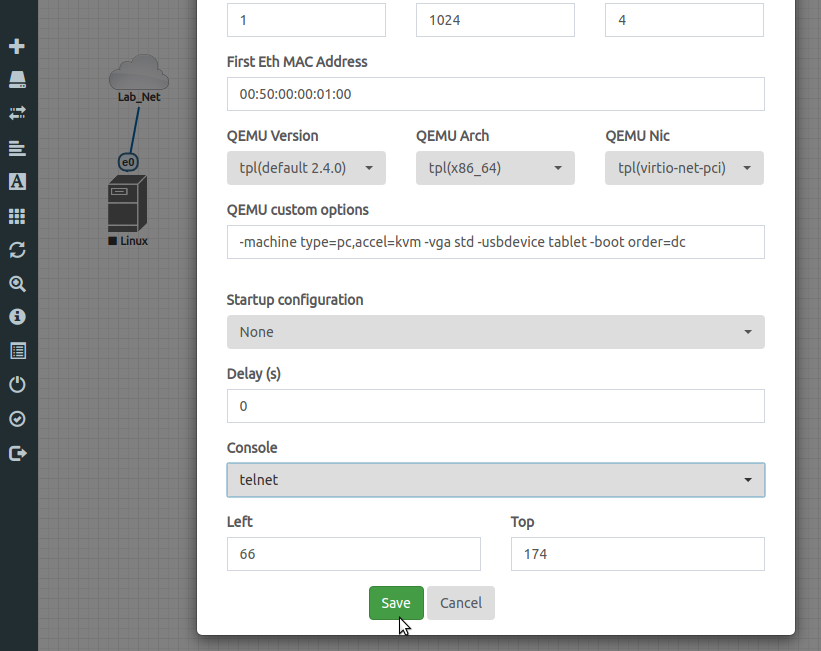 1 1024 4
First Eth MAC Address
00:50:00:00:01:00
QEMU Version QEMU Arch QEMU Nic
tpl(default 2.4.0) tpl(x86_64) tpl(virtio-net-pci)
QEMU custom options
-machine type=pc,accel=kvm -vga std -usbdevice tablet -boot order=dc
Startup configuration
None
Delay (s)
0
Console
telnet
Left Top
66 174
Save Cancel
Lab_Net
e0
Linux
A